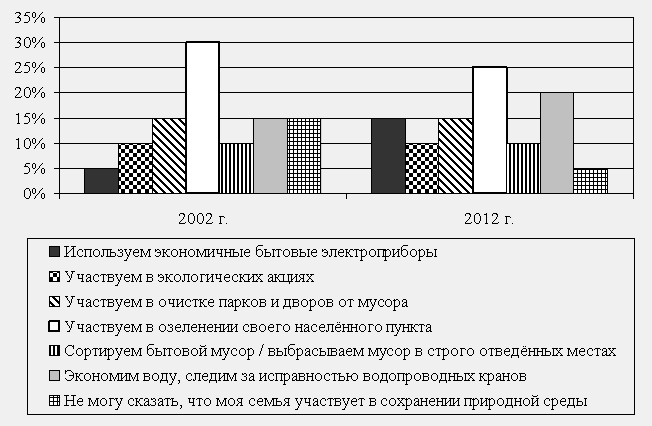 35%
30%
25%
20%
15%
10%
5%
0%
2002 г. 2012 г.
Используем экономичные бытовые электроприборы
Участвуем в экологических акциях
Участвуем в очистке парков и дворов от мусора
Участвуем в озеленении своего населённого пункта
Сортируем бытовой мусор / выбрасываем мусор в строго отведённых местах
Экономим воду, следим за исправностью водопроводных кранов
Не могу сказать, что моя семья участвует в сохранении природной среды